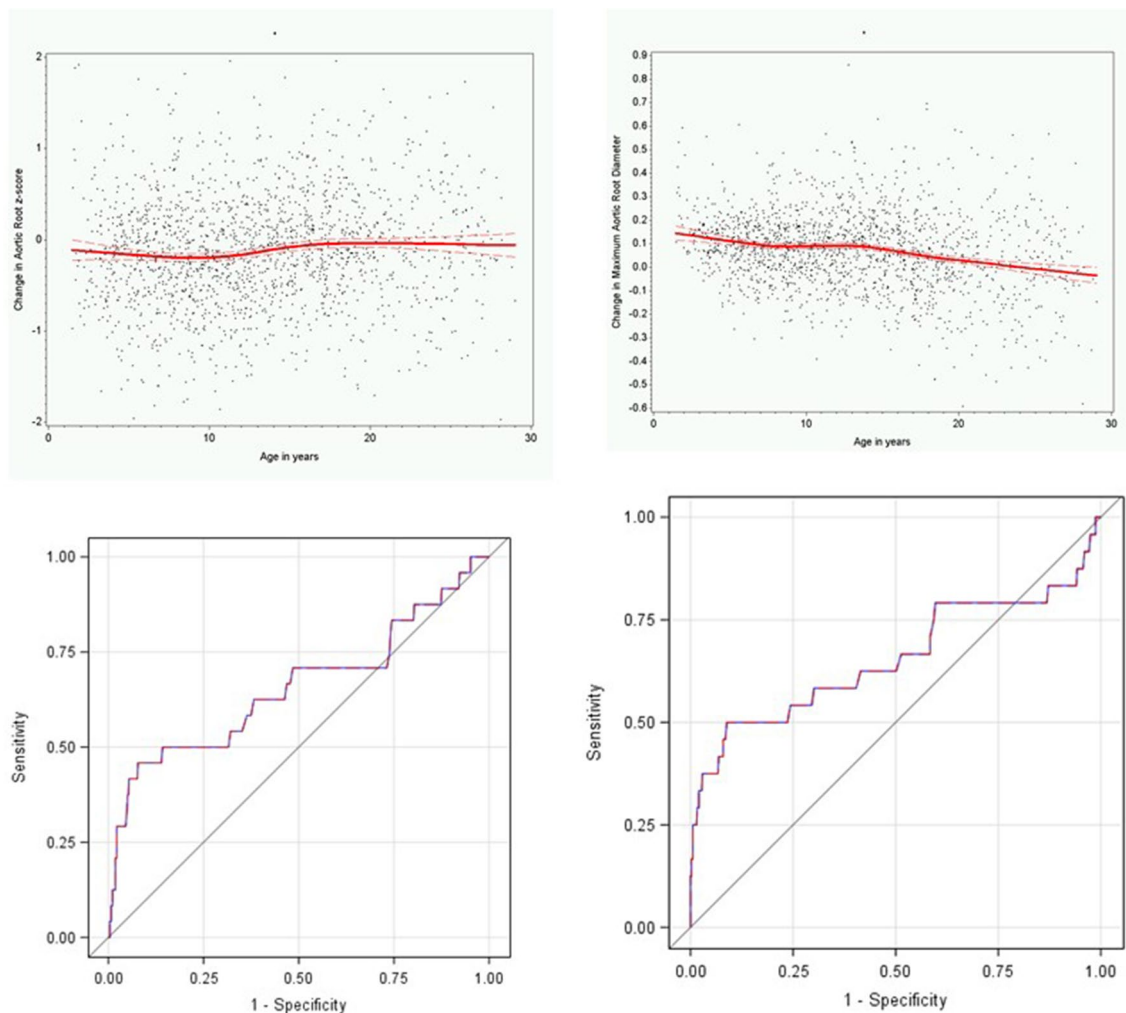 Change in Aortic Root z-score
2
1
0
-1
-2
0 10 20 30
Age in years
Change in Maximum Aortic Root Diameter
0.9
0.8
0.7
0.6
0.5
0.4
0.3
0.2
0.1
0.0
-0.1
-0.2
-0.3
-0.4
-0.5
-0.6
0 10 20 30
Age in years
Sensitivity
1.00
0.75
0.50
0.25
0.00
0.00 0.25 0.50 0.75 1.00
1 - Specificity
Sensitivity
1.00
0.75
0.50
0.25
0.00
0.00 0.25 0.50 0.75 1.00
1 - Specificity